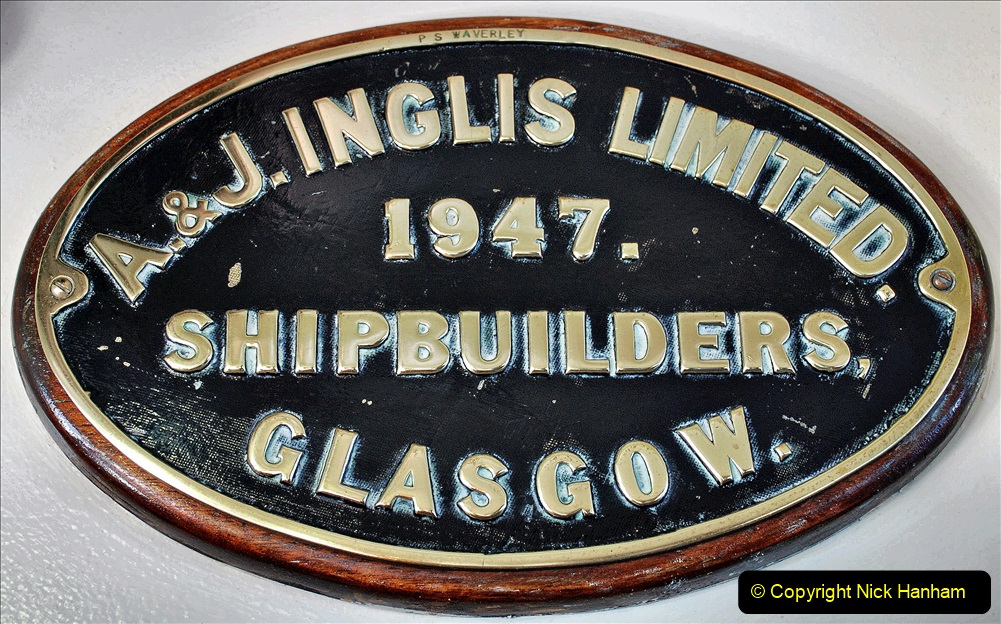 P S WAVERLEY
A. & J. INGLIS LIMITED.
1947.
SHIPBUILDERS,
GLASGOW.
© Copyright Nick Hanham